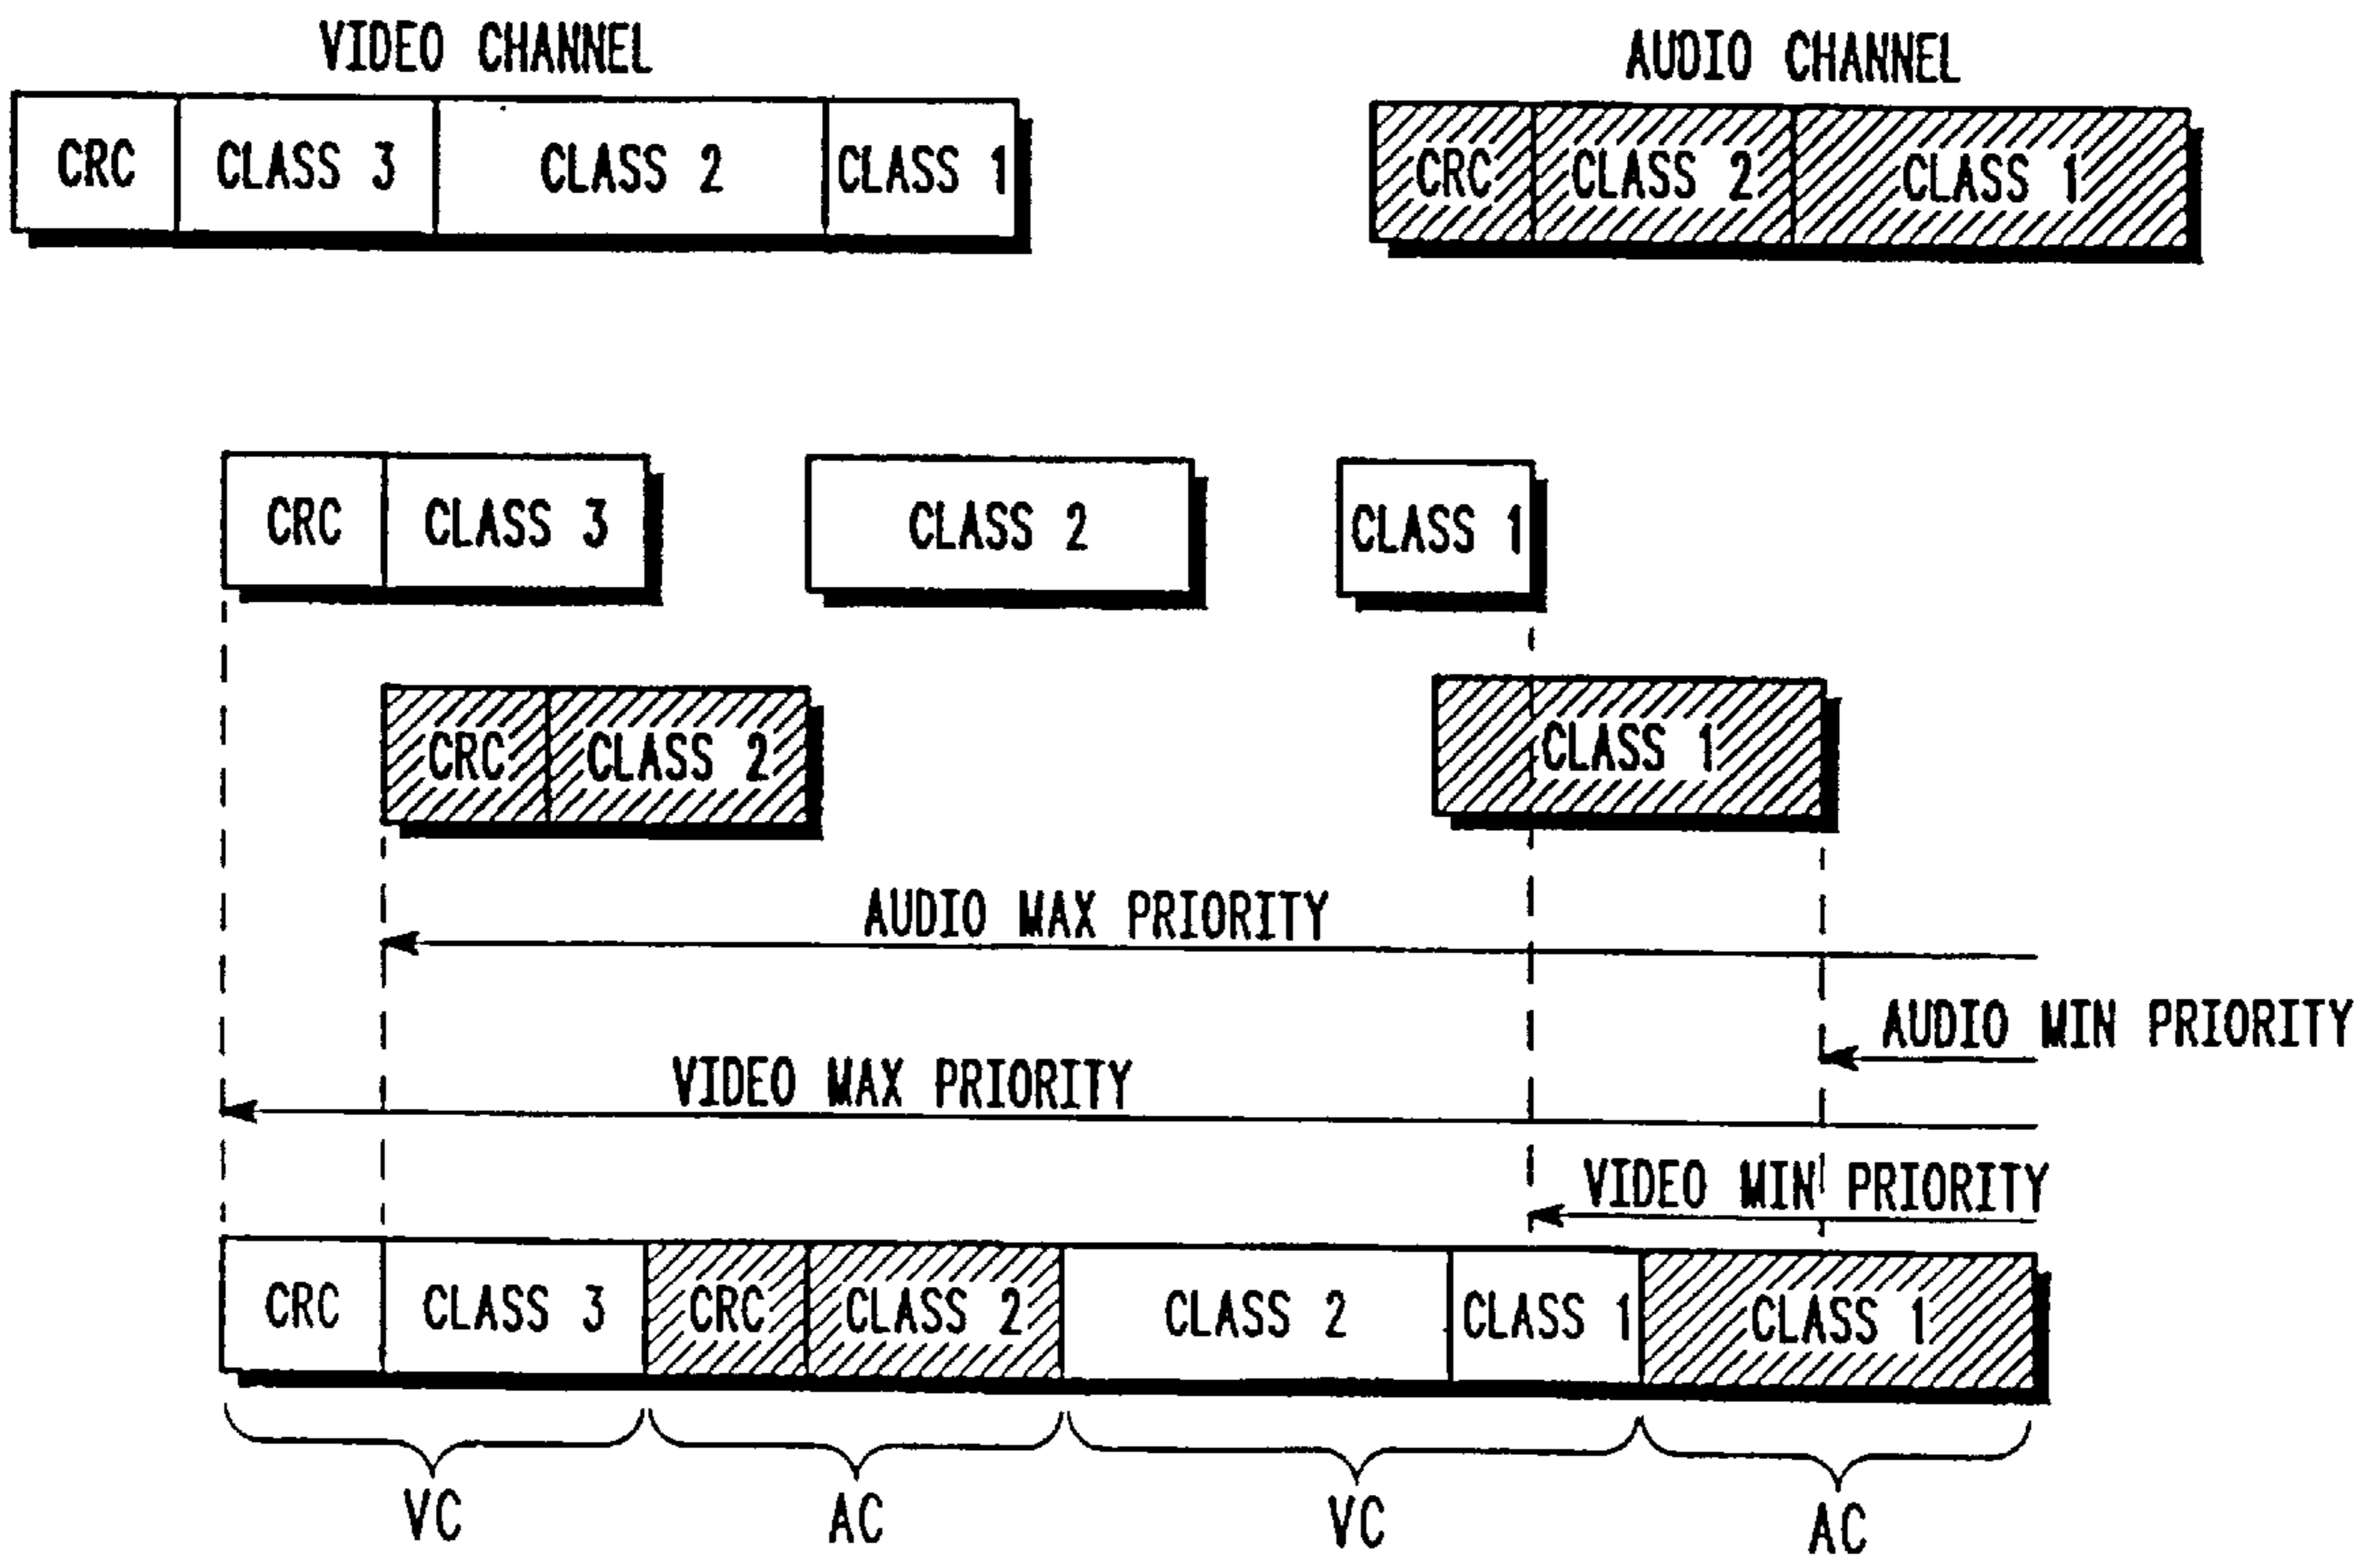 VIDEO CHANNEL
AUDIO CHANNEL
CRC CLASS 3 CLASS 2 CLASS 1
CRC CLASS 2 CLASS 1
CRC CLASS 3 CLASS 2 CLASS 1
CRC CLASS 2 CLASS 1
AUDIO MAX PRIORITY
AUDIO MIN PRIORITY
VIDEO MAX PRIORITY
VIDEO MIN PRIORITY
CRC CLASS 3 CRC CLASS 2 CLASS 2 CLASS 1 CLASS 1
VC AC VC AC